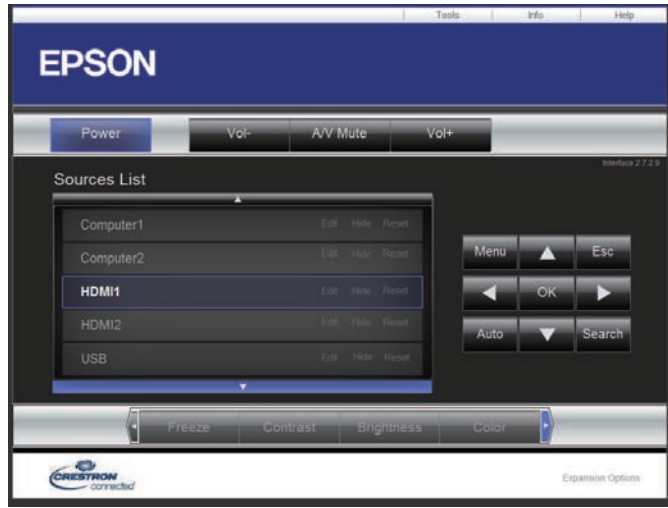 Tools Info Help
EPSON
Power Vol- A/V Mute Vol+
Interface 2.7.2.9
Sources List
Computer1 Edit Hide Reset
Computer2 Edit Hide Reset
HDMI1 Edit Hide Reset
HDMI2 Edit Hide Reset
USB Edit Hide Reset
Menu Esc
OK
Auto Search
Freeze Contrast Brightness Color
CRESTRON
connected
Expansion Options